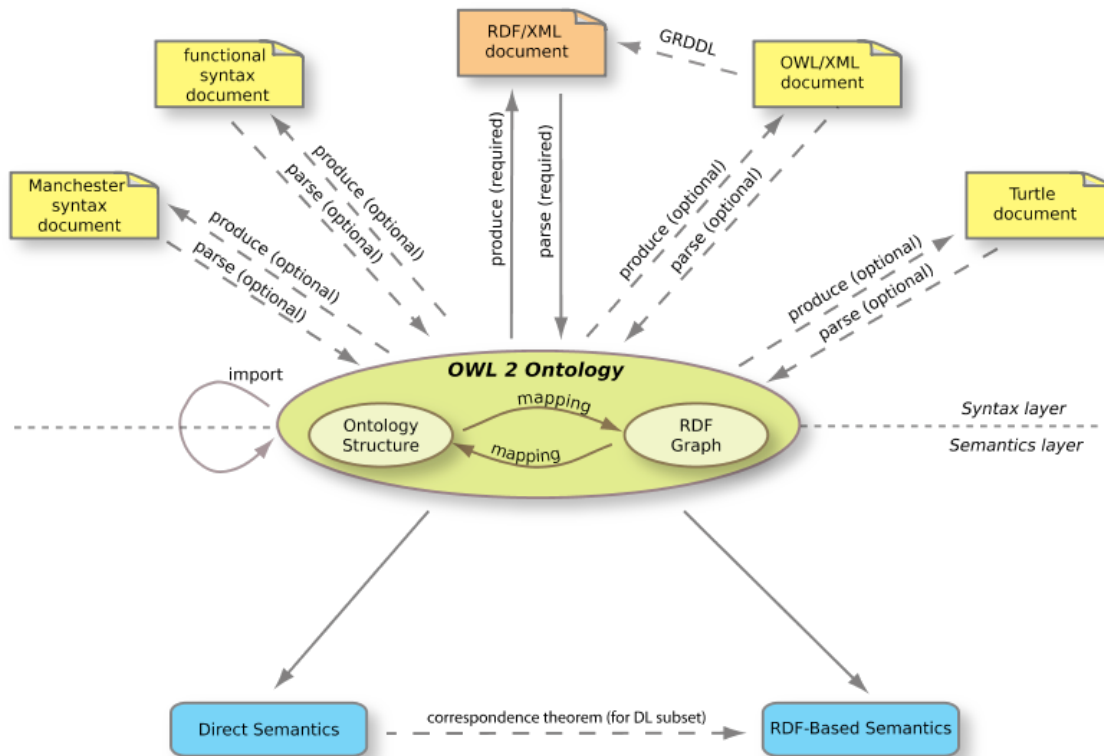 RDF/XML
document
GRDDL
functional
syntax
document
OWL/XML
document
Manchester
syntax
document
Turtle
document
produce (optional)
parse (optional)
produce (optional)
parse (optional)
produce (required)
parse (required)
produce (optional)
parse (optional)
produce (optional)
parse (optional)
import
OWL 2 Ontology
mapping
Ontology
Structure
RDF
Graph
mapping
Syntax layer
Semantics layer
Direct Semantics
correspondence theorem (for DL subset)
RDF-Based Semantics